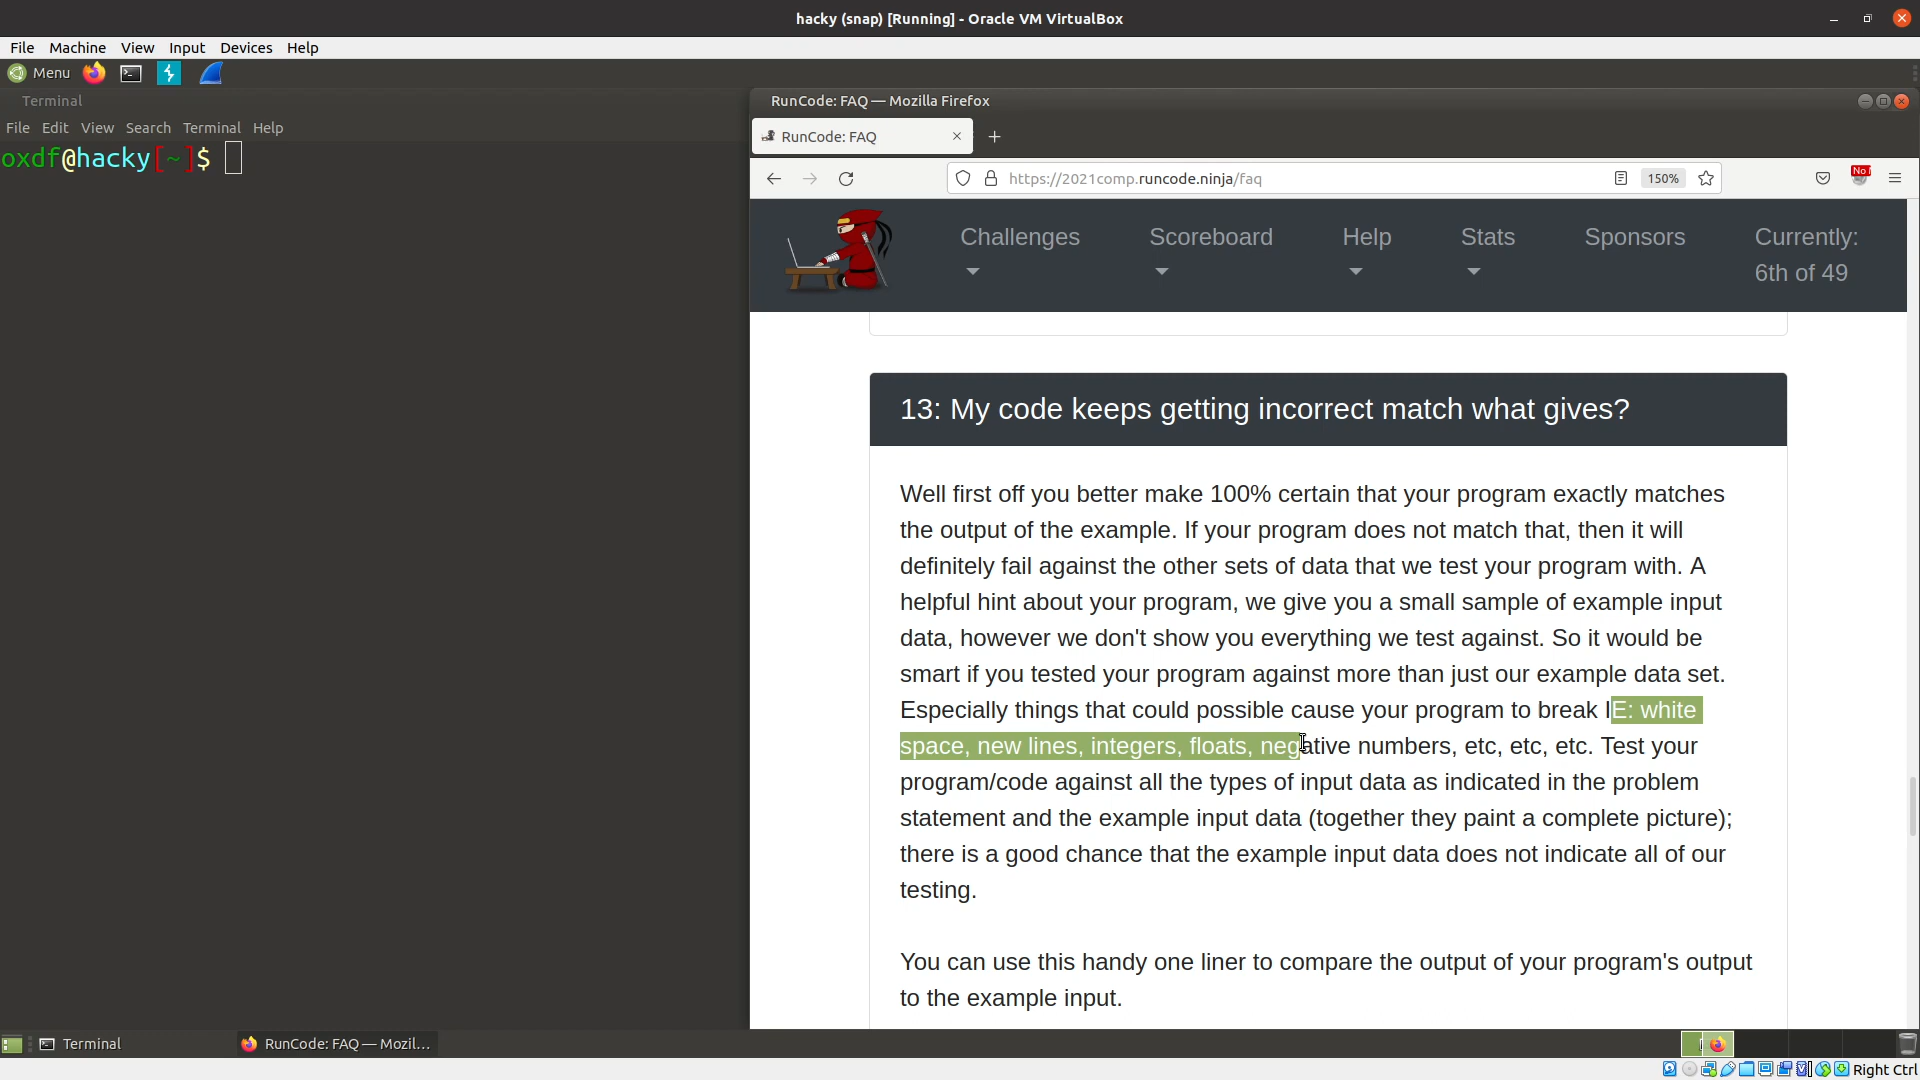 hacky (snap) [Running] - Oracle VM VirtualBox
File Machine View Input Devices Help
Menu
Terminal
File Edit View Search Terminal Help
oxdf@hacky[~]$
RunCode: FAQ — Mozilla Firefox
RunCode: FAQ
https://2021comp.runcode.ninja/faq
150%
No
Challenges
Scoreboard
Help
Stats
Sponsors
Currently:
6th of 49
13: My code keeps getting incorrect match what gives?
Well first off you better make 100% certain that your program exactly matches
the output of the example. If your program does not match that, then it will
definitely fail against the other sets of data that we test your program with. A
helpful hint about your program, we give you a small sample of example input
data, however we don't show you everything we test against. So it would be
smart if you tested your program against more than just our example data set.
Especially things that could possible cause your program to break IE: white
space, new lines, integers, floats, negative numbers, etc, etc, etc. Test your
program/code against all the types of input data as indicated in the problem
statement and the example input data (together they paint a complete picture);
there is a good chance that the example input data does not indicate all of our
testing.
You can use this handy one liner to compare the output of your program's output
to the example input.
Terminal
RunCode: FAQ — Mozil...
Right Ctrl